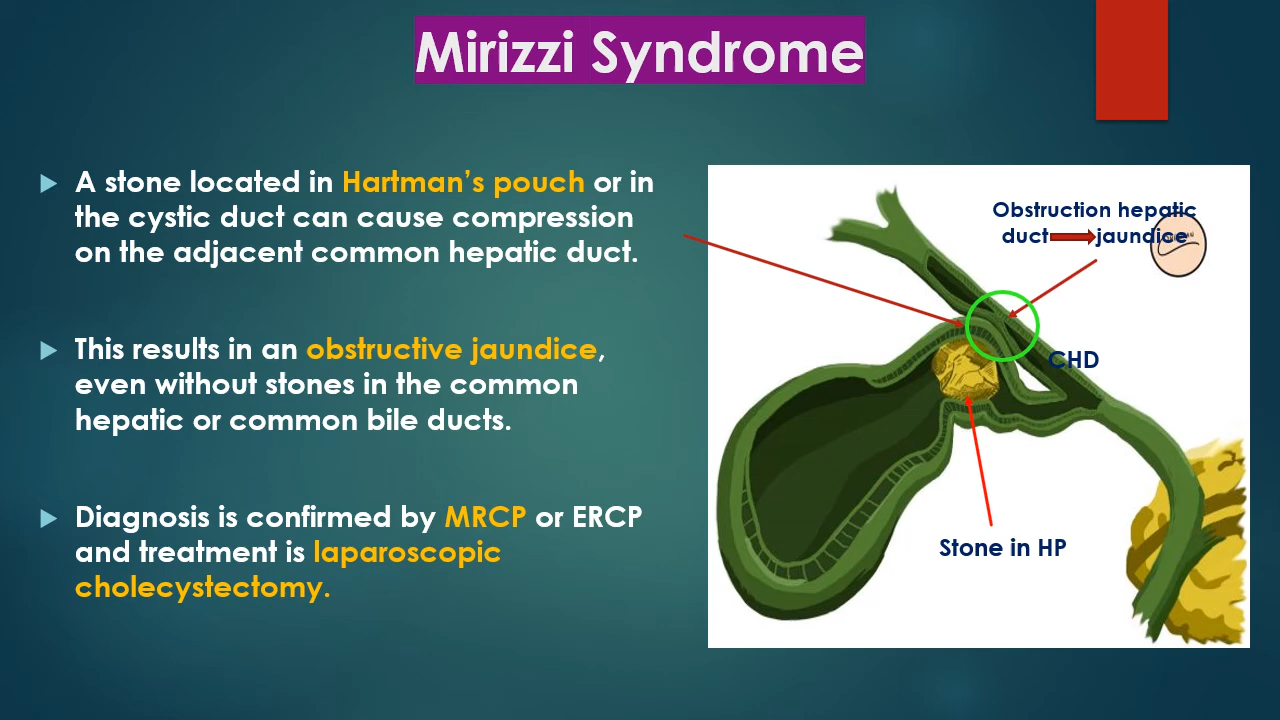 Mirizzi Syndrome
A stone located in Hartman’s pouch or in
the cystic duct can cause compression
on the adjacent common hepatic duct.
This results in an obstructive jaundice,
even without stones in the common
hepatic or common bile ducts.
Diagnosis is confirmed by MRCP or ERCP
and treatment is laparoscopic
cholecystectomy.
Obstruction hepatic
duct jaundice
CHD
Stone in HP